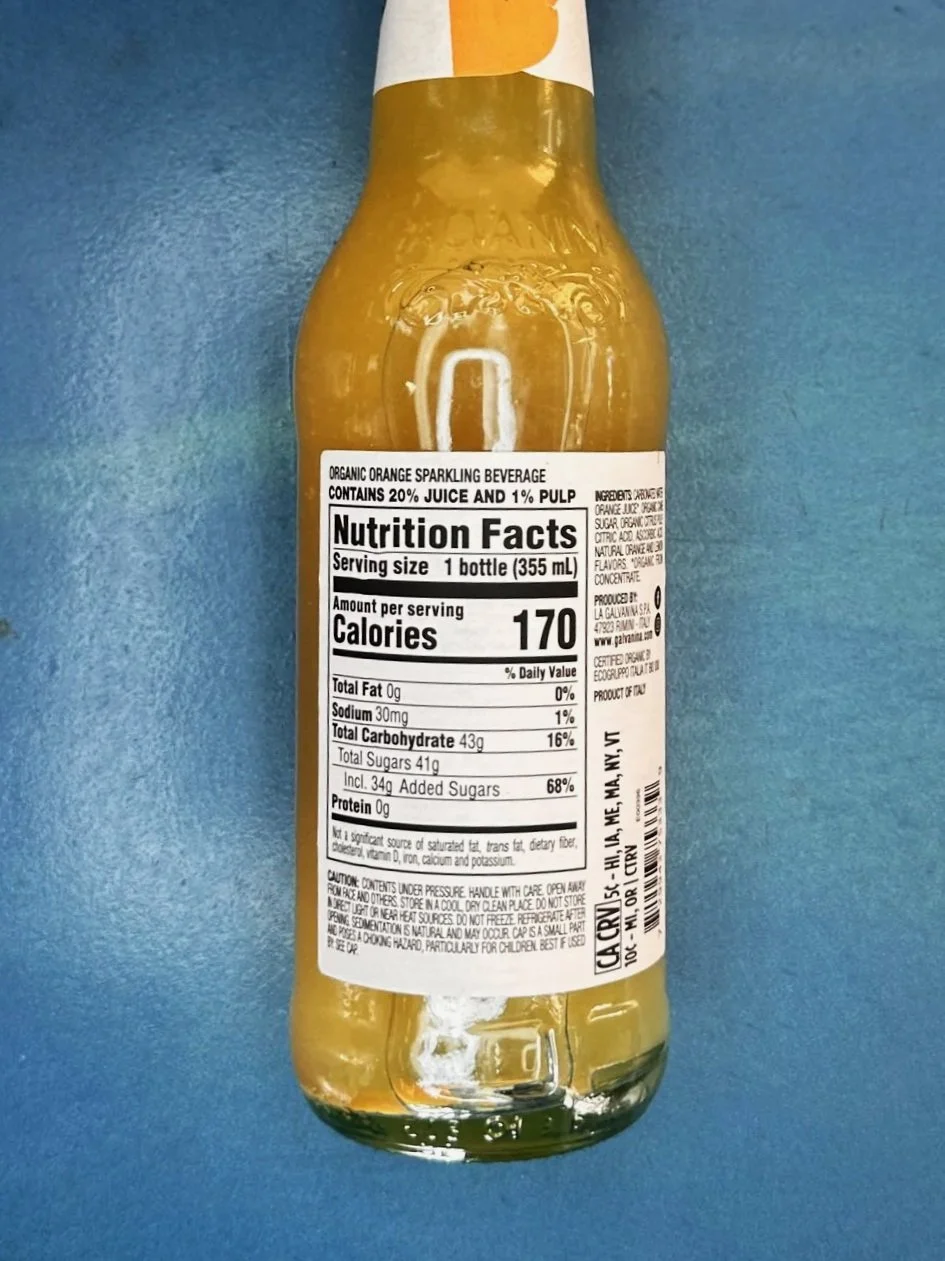 ORGANIC ORANGE SPARKLING BEVERAGE
CONTAINS 20% JUICE AND 1% PULP
Nutrition Facts
Serving size 1 bottle (355 mL)
Amount per serving
Calories 170
% Daily Value
Total Fat 0g 0%
Sodium 30mg 1%
Total Carbohydrate 43g 16%
Total Sugars 41g
Incl. 34g Added Sugars 68%
Protein 0g
Not a significant source of saturated fat, trans fat, dietary fiber,
cholesterol, vitamin D, iron, calcium and potassium.
CAUTION: CONTENTS UNDER PRESSURE. HANDLE WITH CARE. OPEN AWAY
FROM FACE AND OTHERS. STORE IN A COOL, DRY CLEAN PLACE. DO NOT STORE
IN DIRECT LIGHT OR NEAR HEAT SOURCES. DO NOT FREEZE. REFRIGERATE AFTER
OPENING. SEDIMENTATION IS NATURAL AND MAY OCCUR. CAP IS A SMALL PART
AND POSES A CHOKING HAZARD, PARTICULARLY FOR CHILDREN. BEST IF USED
BY: SEE CAP.
INGREDIENTS: CARBONATED
ORANGE JUICE*, ORGANIC
SUGAR, ORGANIC CITRUS
CITRIC ACID, ASCORBIC
NATURAL ORANGE AND
FLAVORS. *ORGANIC FROM
CONCENTRATE.
PRODUCED BY:
LA GALVANINA S.P.A.
47923 RIMINI - ITALY
www.galvanina.com
CERTIFIED ORGANIC BY
ECOGRUPPO ITALIA IT BIO
PRODUCT OF ITALY
CA CRV 5¢ - HI, IA, ME, MA, NY, VT
10¢ - MI, OR | CTRV